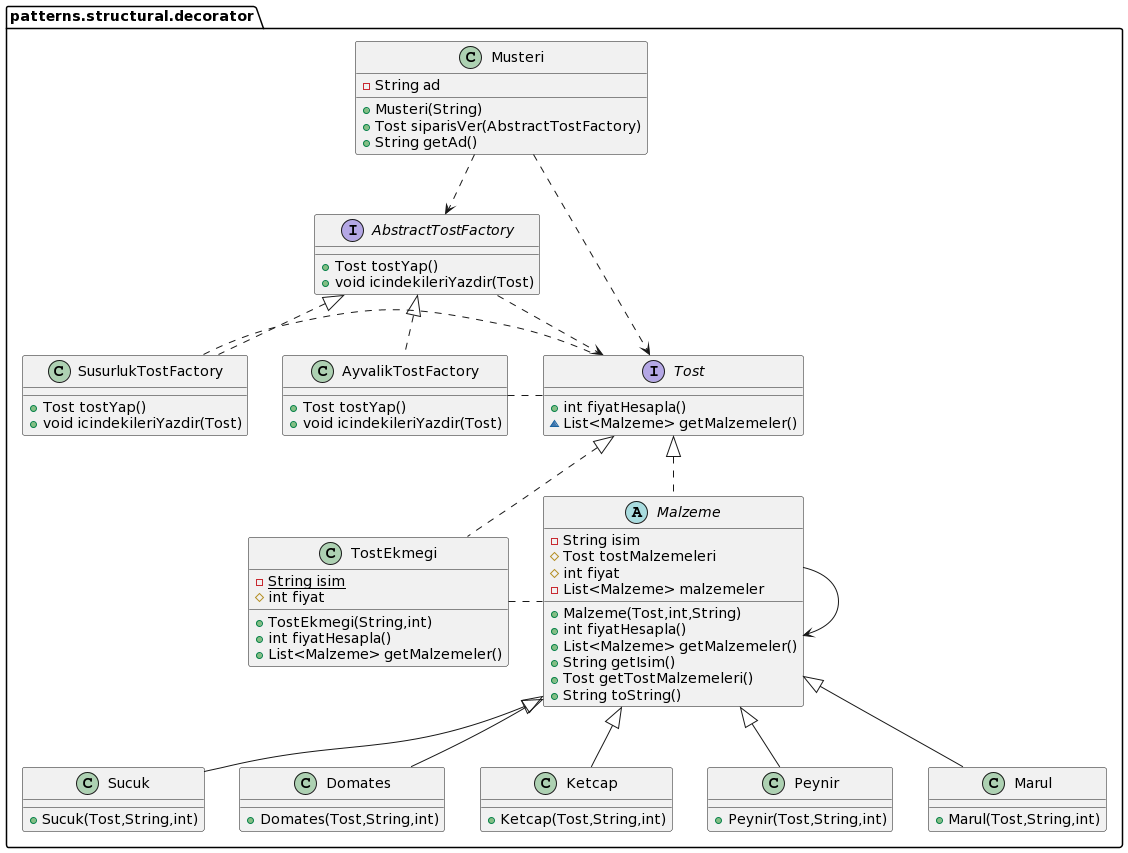 patterns.structural.decorator
C Musteri
String ad
Musteri(String)
Tost siparisVer(AbstractTostFactory)
String getAd()
I AbstractTostFactory
Tost tostYap()
void icindekileriYazdir(Tost)
C SusurlukTostFactory
Tost tostYap()
void icindekileriYazdir(Tost)
C AyvalikTostFactory
Tost tostYap()
void icindekileriYazdir(Tost)
I Tost
int fiyatHesapla()
List<Malzeme> getMalzemeler()
C TostEkmegi
String isim
int fiyat
TostEkmegi(String,int)
int fiyatHesapla()
List<Malzeme> getMalzemeler()
A Malzeme
String isim
Tost tostMalzemeleri
int fiyat
List<Malzeme> malzemeler
Malzeme(Tost,int,String)
int fiyatHesapla()
List<Malzeme> getMalzemeler()
String getIsim()
Tost getTostMalzemeleri()
String toString()
C Sucuk
Sucuk(Tost,String,int)
C Domates
Domates(Tost,String,int)
C Ketcap
Ketcap(Tost,String,int)
C Peynir
Peynir(Tost,String,int)
C Marul
Marul(Tost,String,int)